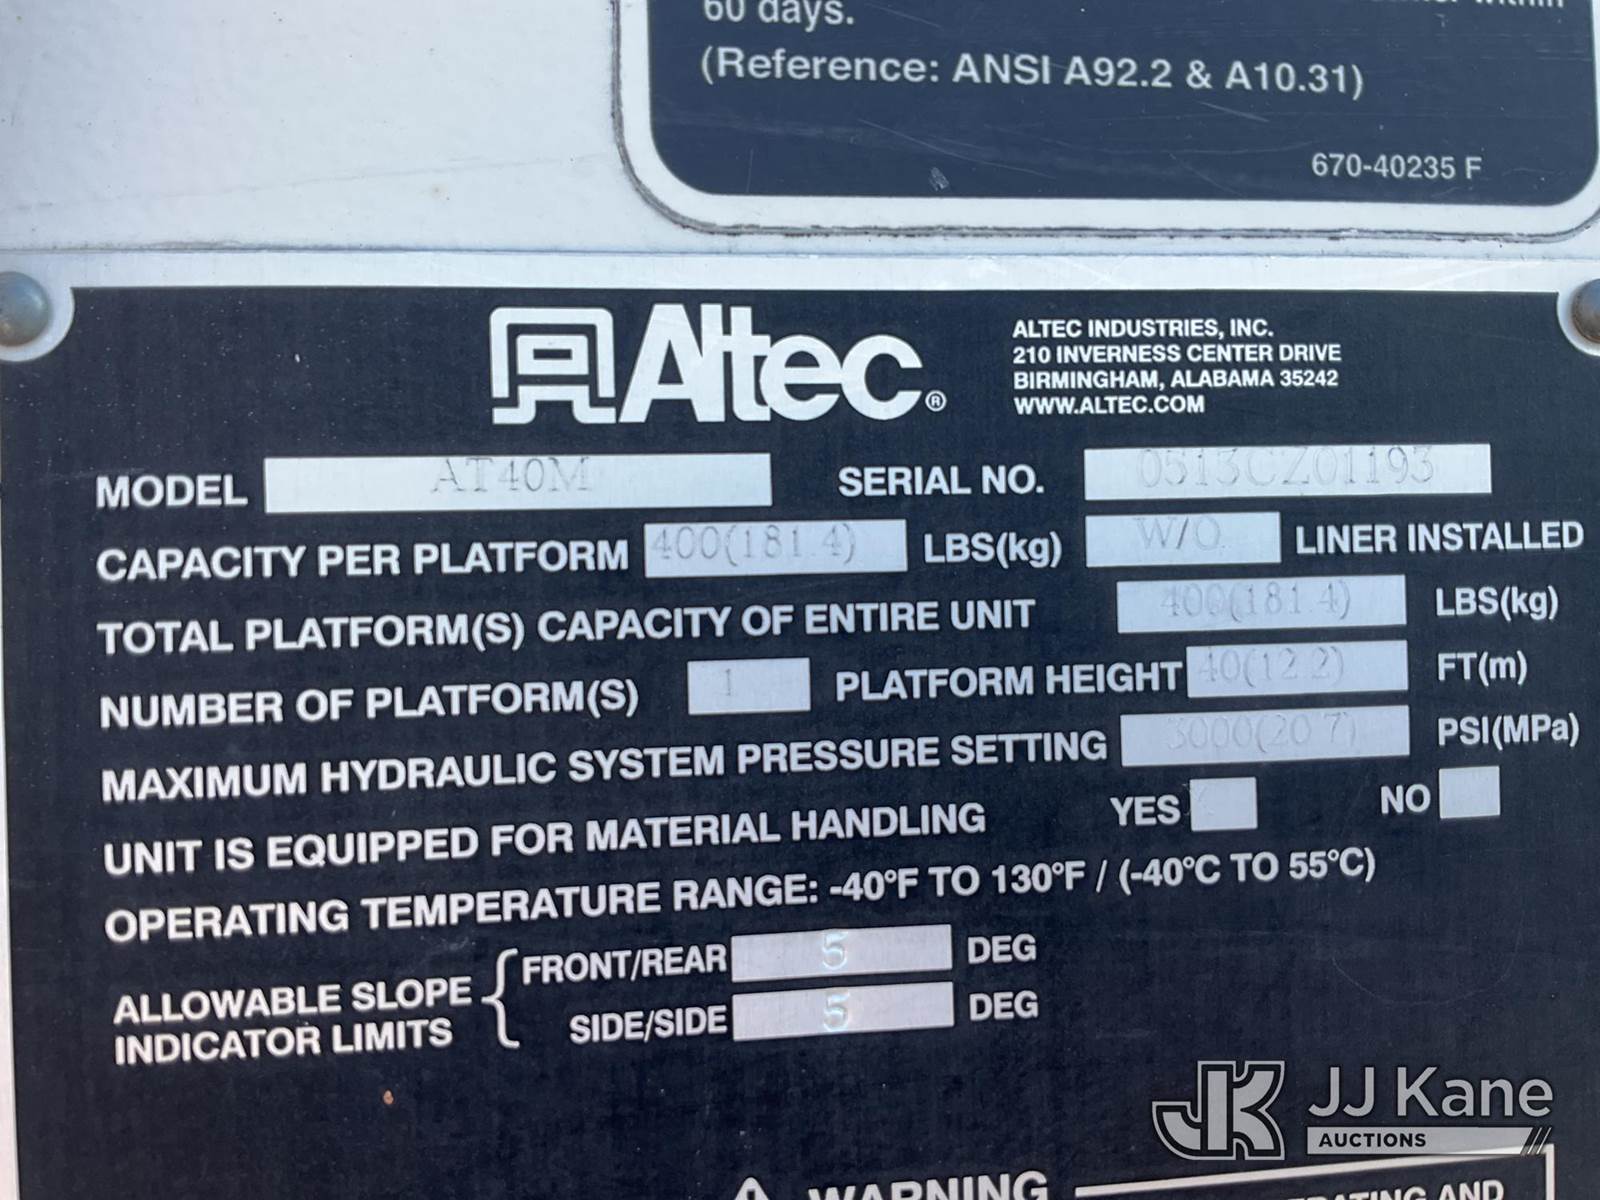 60 days.
(Reference: ANSI A92.2 & A10.31)
670-40235 F
Altec®
ALTEC INDUSTRIES, INC.
210 INVERNESS CENTER DRIVE
BIRMINGHAM, ALABAMA 35242
WWW.ALTEC.COM
MODEL AT40M SERIAL NO. 0513CZ01193
CAPACITY PER PLATFORM 400(181.4) LBS(kg) W/O LINER INSTALLED
TOTAL PLATFORM(S) CAPACITY OF ENTIRE UNIT 400(181.4) LBS(kg)
NUMBER OF PLATFORM(S) 1 PLATFORM HEIGHT 40(12.2) FT(m)
MAXIMUM HYDRAULIC SYSTEM PRESSURE SETTING 3000(20.7) PSI(MPa)
UNIT IS EQUIPPED FOR MATERIAL HANDLING YES NO
OPERATING TEMPERATURE RANGE: -40°F TO 130°F / (-40°C TO 55°C)
ALLOWABLE SLOPE INDICATOR LIMITS
FRONT/REAR 5 DEG
SIDE/SIDE 5 DEG
JK JJ Kane
AUCTIONS
WARNING
AND